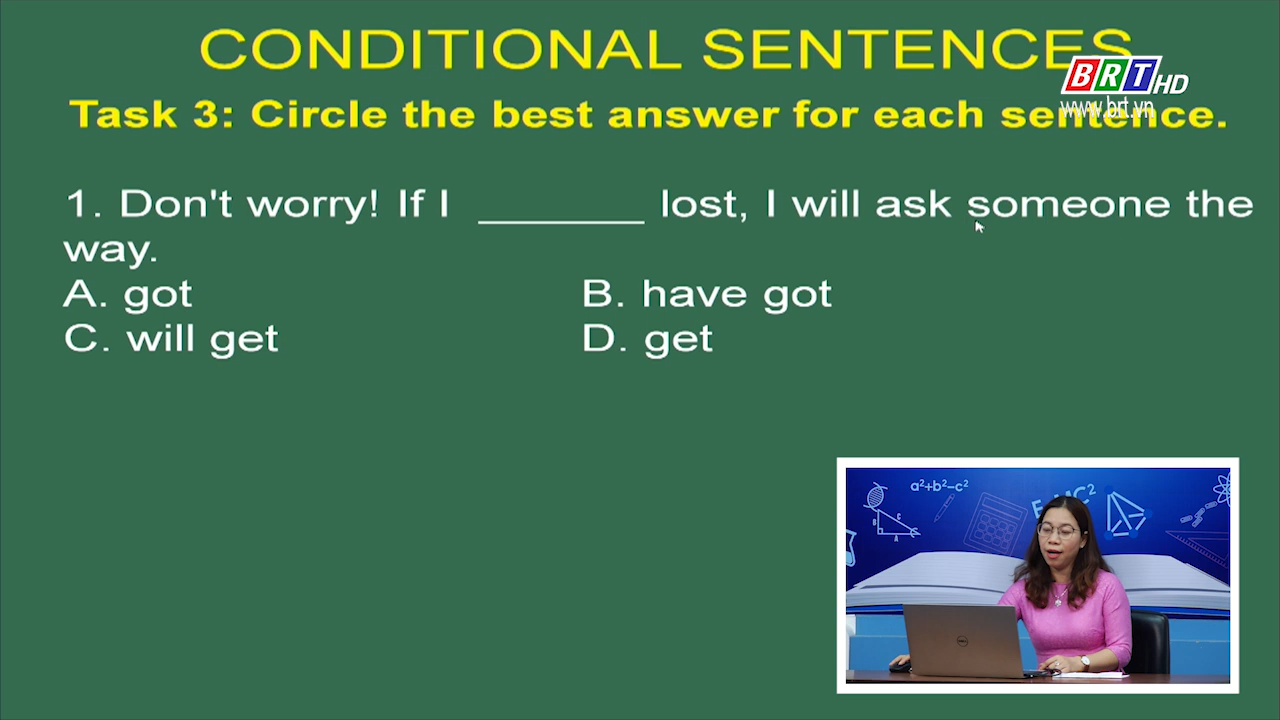 CONDITIONAL SENTENCES
BRT HD
www.brt.vn
Task 3: Circle the best answer for each sentence.
1. Don't worry! If I _______ lost, I will ask someone the
way.
A. got B. have got
C. will get D. get
a²+b²–c²
B C
A